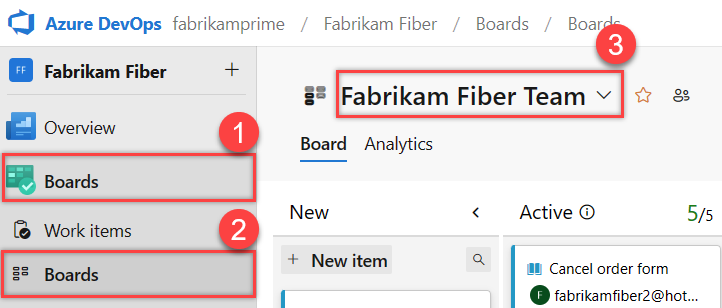 Azure DevOps fabrikamprime / Fabrikam Fiber / Boards / Boards
3
FF Fabrikam Fiber +
Fabrikam Fiber Team
Overview
1
Board Analytics
Boards
New Active 5/5
Work items
2
+ New item
Cancel order form
Boards
F fabrikamfiber2@hot...